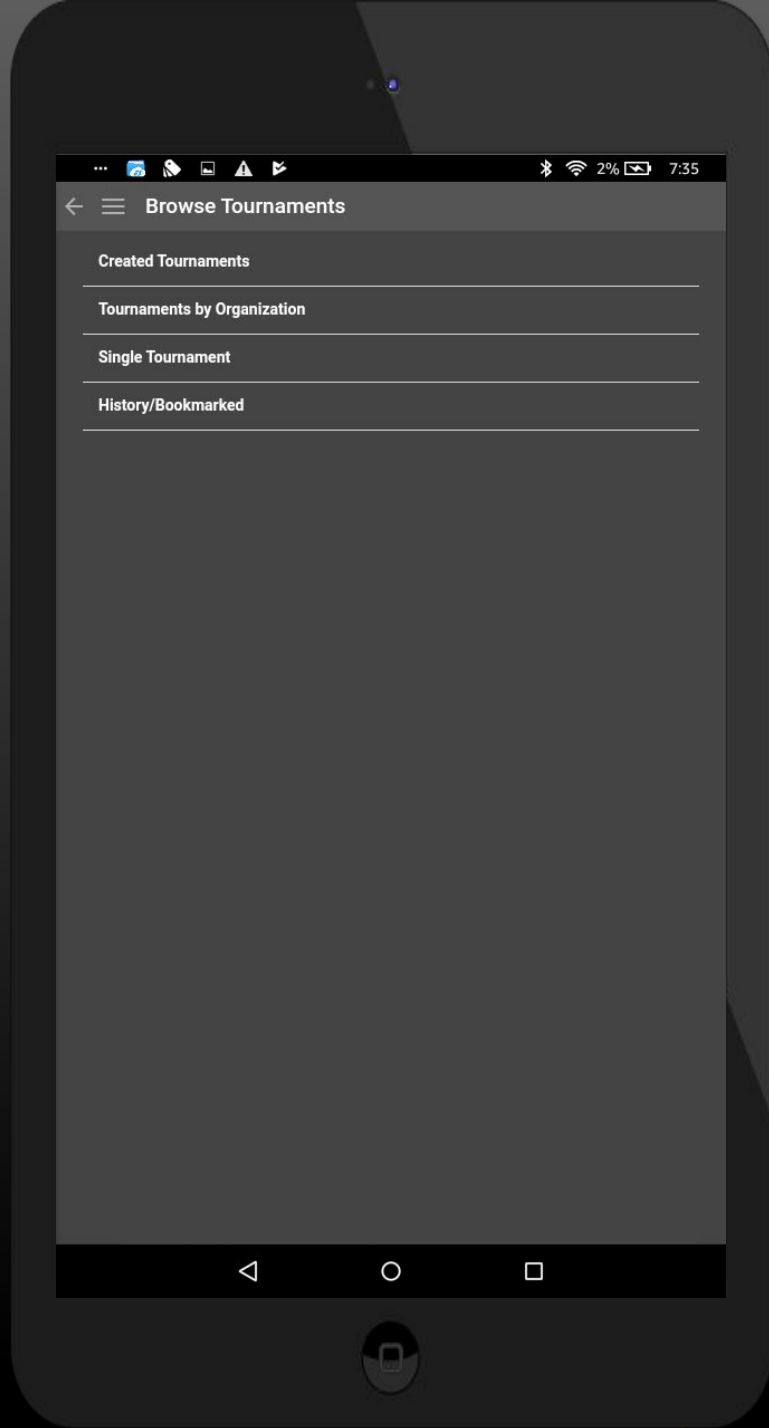 2% 7:35
Browse Tournaments
Created Tournaments
Tournaments by Organization
Single Tournament
History/Bookmarked